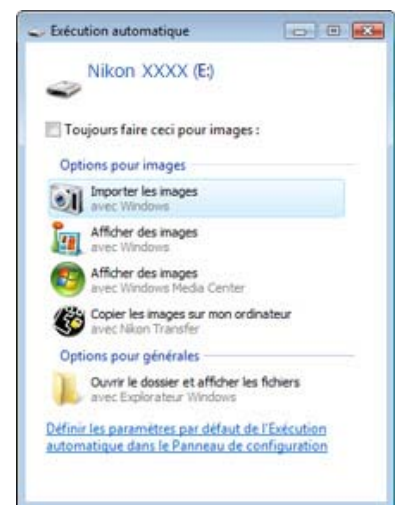 Exécution automatique
Nikon XXXX (E:)
Toujours faire ceci pour images :
Options pour images
Importer les images
avec Windows
Afficher des images
avec Windows
Afficher des images
avec Windows Media Center
Copier les images sur mon ordinateur
avec Nikon Transfer
Options pour générales
Ouvrir le dossier et afficher les fichiers
avec Explorateur Windows
Définir les paramètres par défaut de l'Exécution
automatique dans le Panneau de configuration